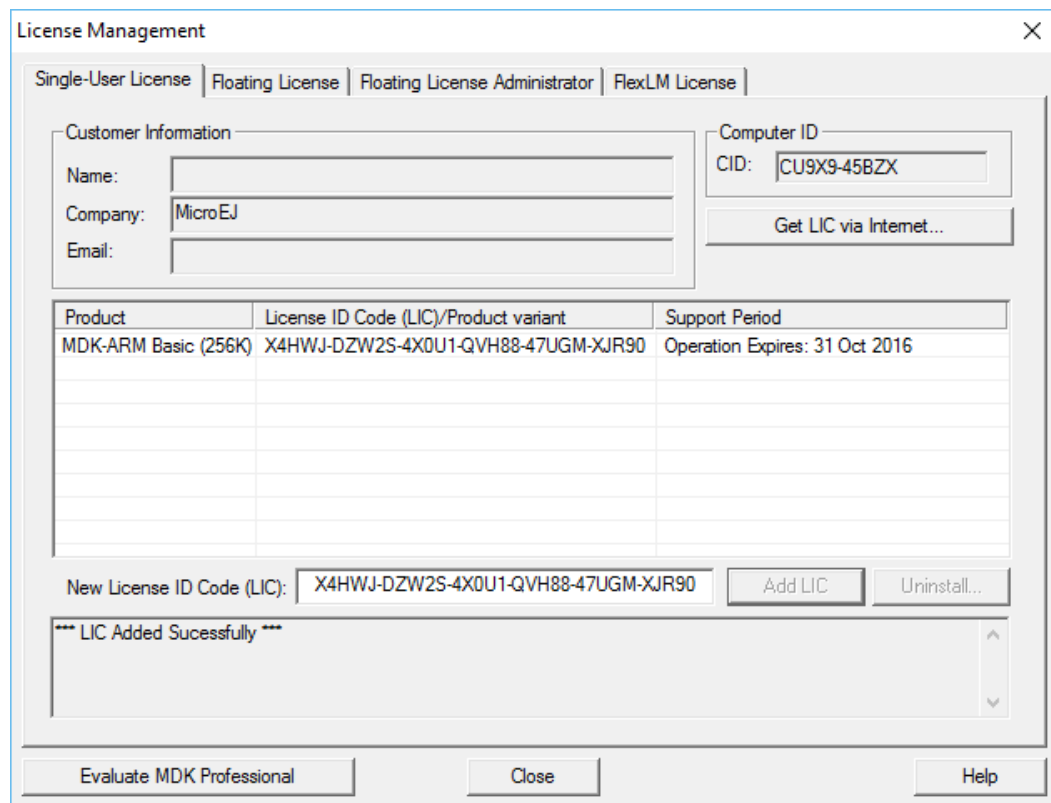 License Management
Single-User License Floating License Floating License Administrator FlexLM License
Customer Information
Name:
Company: MicroEJ
Email:
Computer ID
CID: CU9X9-45BZX
Get LIC via Internet...
Product License ID Code (LIC)/Product variant Support Period
MDK-ARM Basic (256K) X4HWJ-DZW2S-4X0U1-QVH88-47UGM-XJR90 Operation Expires: 31 Oct 2016
New License ID Code (LIC): X4HWJ-DZW2S-4X0U1-QVH88-47UGM-XJR90 Add LIC Uninstall...
*** LIC Added Sucessfully ***
Evaluate MDK Professional Close Help